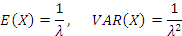 E(X) = 1/λ, VAR(X) = 1/λ²